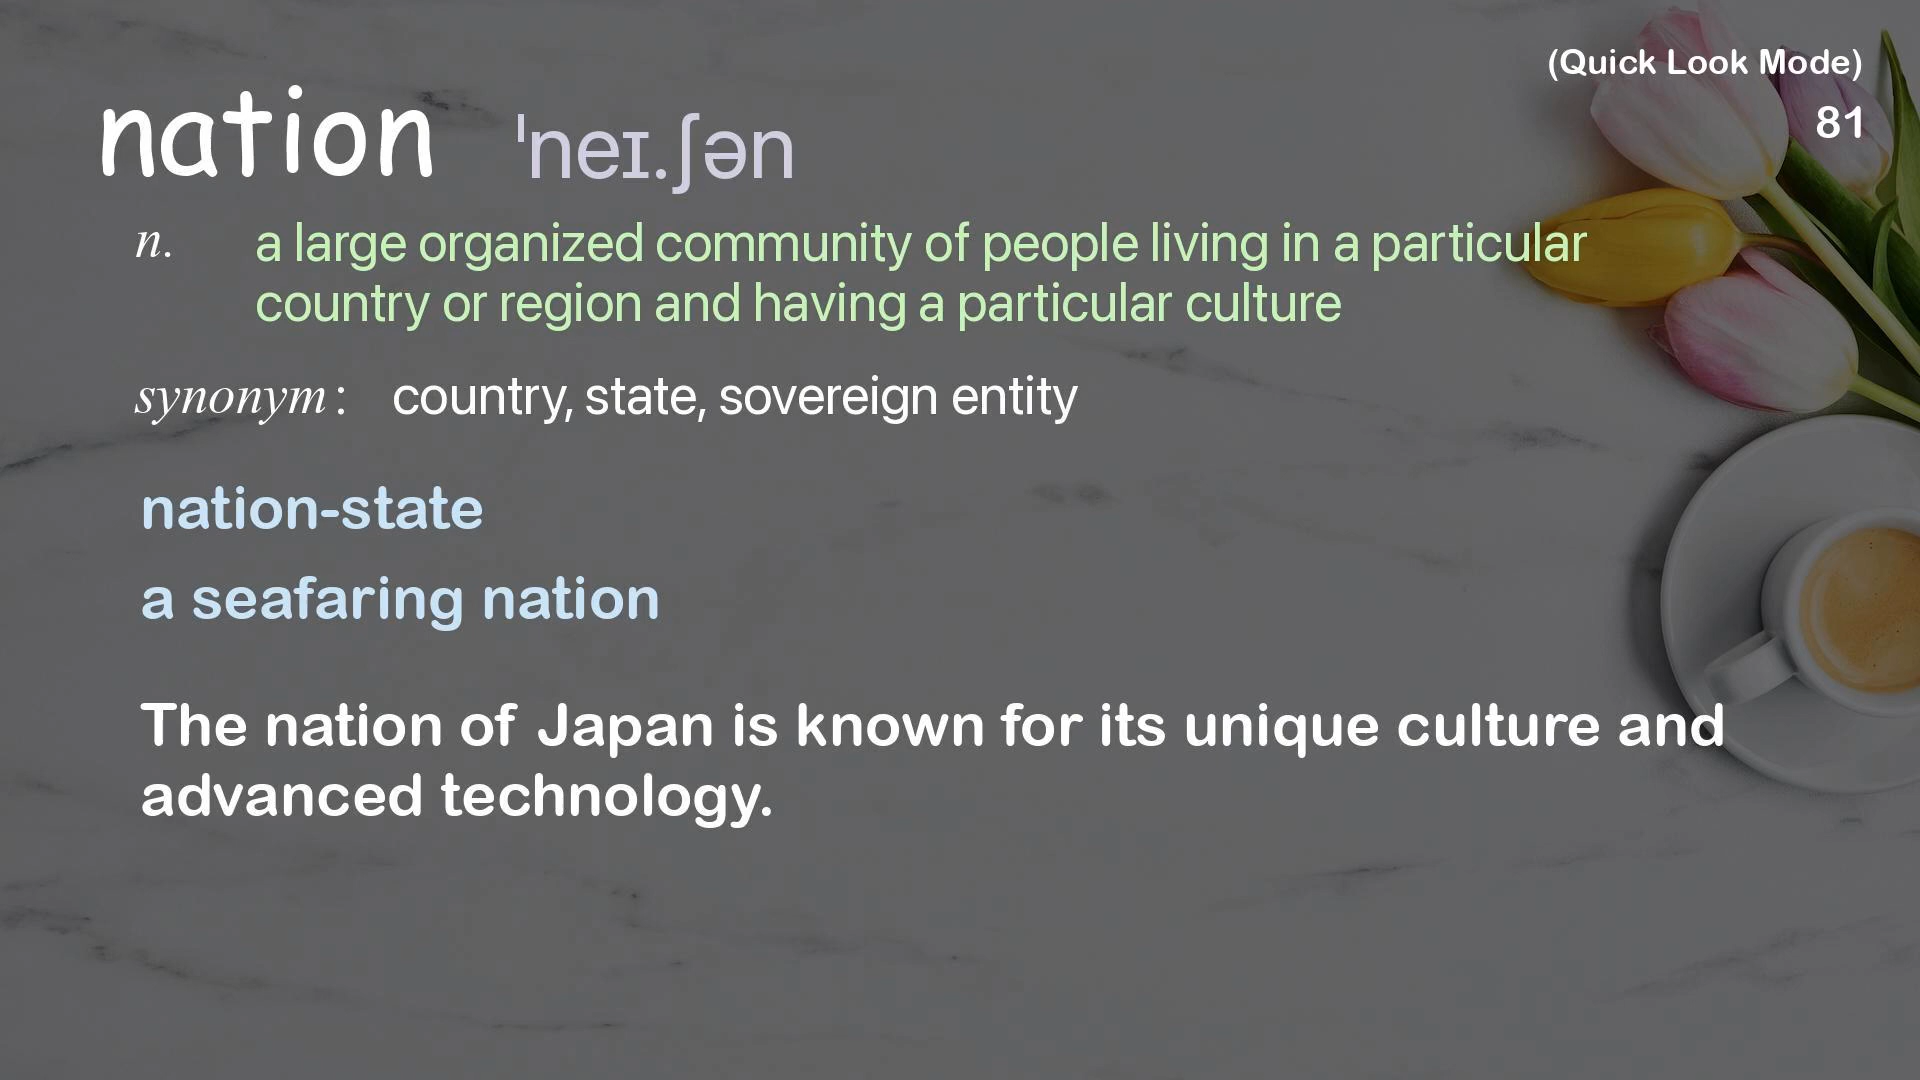 (Quick Look Mode)
81
nation ˈneɪ.ʃən
n. a large organized community of people living in a particular
country or region and having a particular culture
synonym: country, state, sovereign entity
nation-state
a seafaring nation
The nation of Japan is known for its unique culture and
advanced technology.